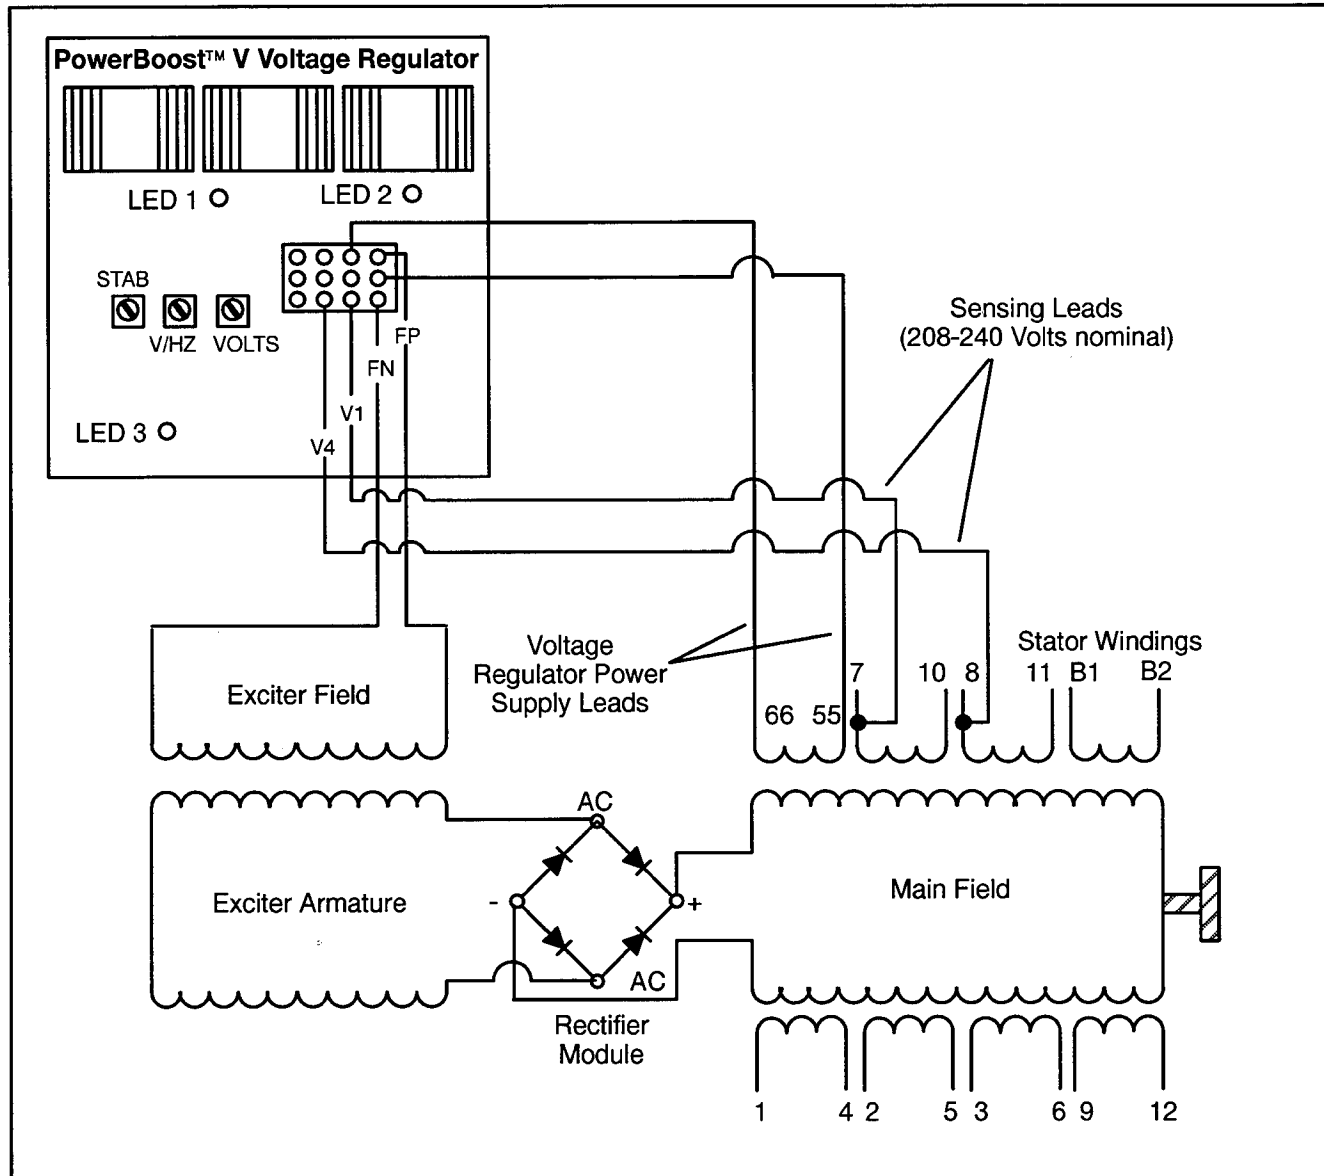 PowerBoost™ V Voltage Regulator
LED 1
LED 2
STAB
V/HZ
VOLTS
FP
FN
V1
V4
LED 3
Sensing Leads
(208-240 Volts nominal)
Voltage
Regulator Power
Supply Leads
Stator Windings
7
10
8
11
B1
B2
66
55
Exciter Field
AC
Exciter Armature
-
+
Main Field
AC
Rectifier
Module
1
4
2
5
3
6
9
12